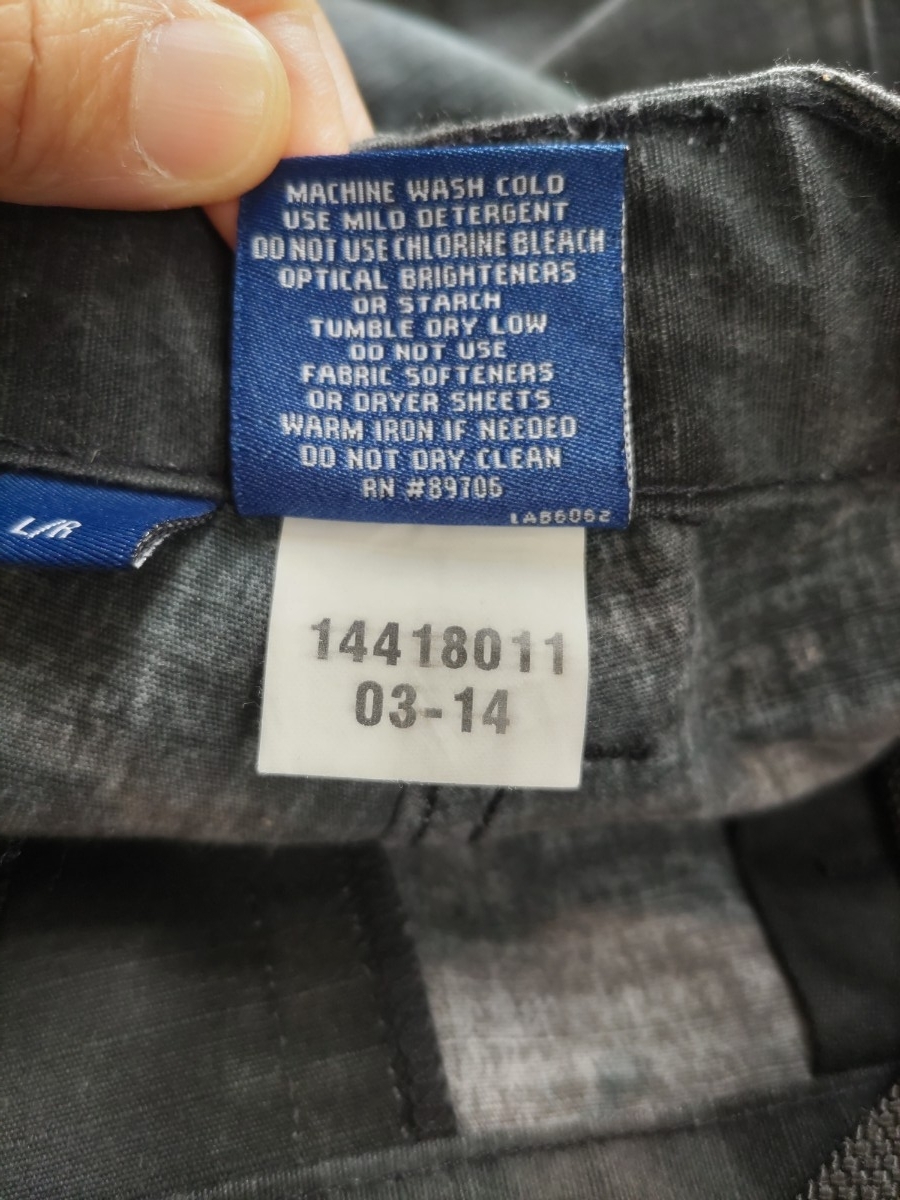 MACHINE WASH COLD
USE MILD DETERGENT
DO NOT USE CHLORINE BLEACH
OPTICAL BRIGHTENERS
OR STARCH
TUMBLE DRY LOW
DO NOT USE
FABRIC SOFTENERS
OR DRYER SHEETS
WARM IRON IF NEEDED
DO NOT DRY CLEAN
RN #89706
LAB6062
L/R
14418011
03-14